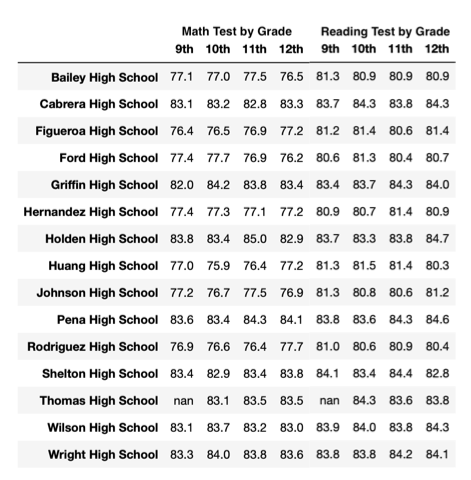 Math Test by Grade Reading Test by Grade
9th 10th 11th 12th 9th 10th 11th 12th
Bailey High School 77.1 77.0 77.5 76.5 81.3 80.9 80.9 80.9
Cabrera High School 83.1 83.2 82.8 83.3 83.7 84.3 83.8 84.3
Figueroa High School 76.4 76.5 76.9 77.2 81.2 81.4 80.6 81.4
Ford High School 77.4 77.7 76.9 76.2 80.6 81.3 80.4 80.7
Griffin High School 82.0 84.2 83.8 83.4 83.4 83.7 84.3 84.0
Hernandez High School 77.4 77.3 77.1 77.2 80.9 80.7 81.4 80.9
Holden High School 83.8 83.4 85.0 82.9 83.7 83.3 83.8 84.7
Huang High School 77.0 75.9 76.4 77.2 81.3 81.5 81.4 80.3
Johnson High School 77.2 76.7 77.5 76.9 81.3 80.8 80.6 81.2
Pena High School 83.6 83.4 84.3 84.1 83.8 83.6 84.3 84.6
Rodriguez High School 76.9 76.6 76.4 77.7 81.0 80.6 80.9 80.4
Shelton High School 83.4 82.9 83.4 83.8 84.1 83.4 84.4 82.8
Thomas High School nan 83.1 83.5 83.5 nan 84.3 83.6 83.8
Wilson High School 83.1 83.7 83.2 83.0 83.9 84.0 83.8 84.3
Wright High School 83.3 84.0 83.8 83.6 83.8 83.8 84.2 84.1